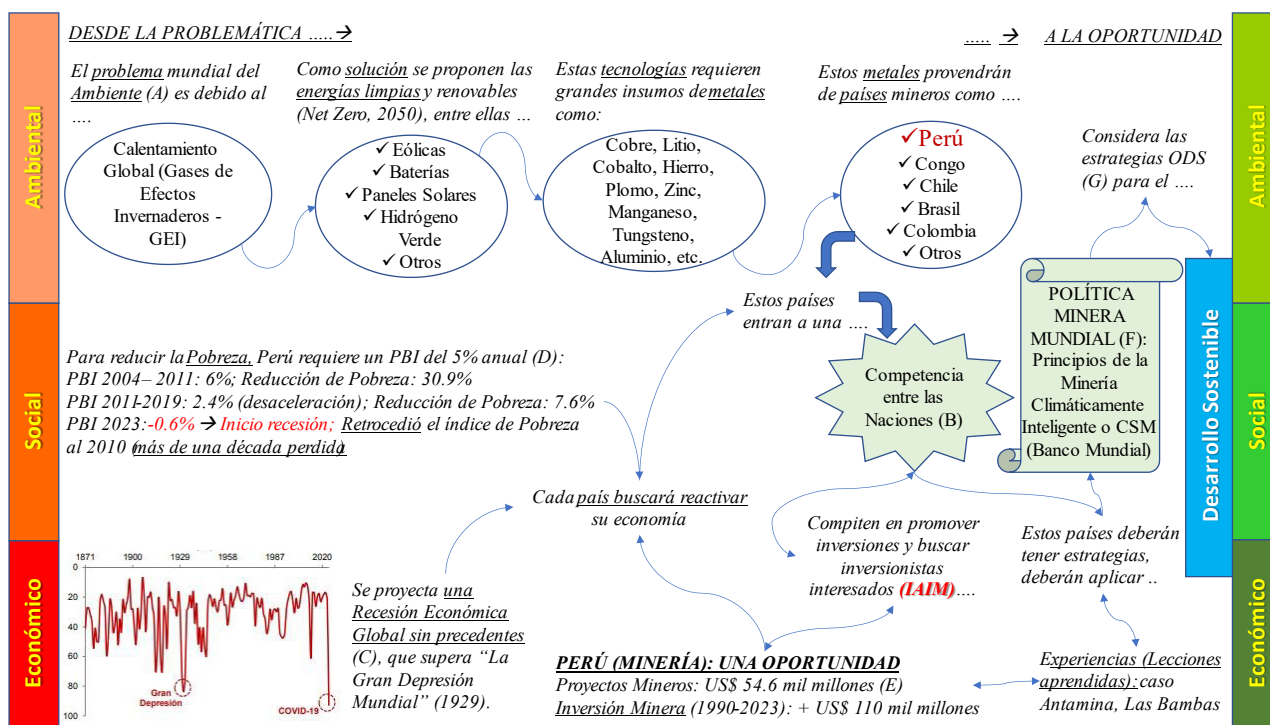 DESDE LA PROBLEMÁTICA .....→
..... → A LA OPORTUNIDAD
Ambiental
Social
Económico
El problema mundial del
Ambiente (A) es debido al
....
Calentamiento
Global (Gases de
Efectos
Invernaderos -
GEI)
Como solución se proponen las
energías limpias y renovables
(Net Zero, 2050), entre ellas ...
✓ Eólicas
✓ Baterías
✓ Paneles Solares
✓ Hidrógeno
Verde
✓ Otros
Estas tecnologías requieren
grandes insumos de metales
como:
Cobre, Litio,
Cobalto, Hierro,
Plomo, Zinc,
Manganeso,
Tungsteno,
Aluminio, etc.
Estos metales provendrán
de países mineros como ....
✓ Perú
✓ Congo
✓ Chile
✓ Brasil
✓ Colombia
✓ Otros
Considera las
estrategias ODS
(G) para el ....
Estos países
entran a una ....
Competencia
entre las
Naciones (B)
POLÍTICA
MINERA
MUNDIAL (F):
Principios de la
Minería
Climáticamente
Inteligente o CSM
(Banco Mundial)
Desarrollo Sostenible
Ambiental
Social
Económico
Para reducir la Pobreza, Perú requiere un PBI del 5% anual (D):
PBI 2004– 2011: 6%; Reducción de Pobreza: 30.9%
PBI 2011-2019: 2.4% (desaceleración); Reducción de Pobreza: 7.6%
PBI 2023:-0.6% → Inicio recesión; Retrocedió el índice de Pobreza
al 2010 (más de una década perdida)
Cada país buscará reactivar
su economía
Compiten en promover
inversiones y buscar
inversionistas
interesados (IAIM)....
Estos países deberán
tener estrategias,
deberán aplicar ..
1871 1900 1929 1958 1987 2020
0
20
40
60
80
100
Gran
Depresión
COVID-19
Se proyecta una
Recesión Económica
Global sin precedentes
(C), que supera “La
Gran Depresión
Mundial” (1929).
PERÚ (MINERÍA): UNA OPORTUNIDAD
Proyectos Mineros: US$ 54.6 mil millones (E)
Inversión Minera (1990-2023): + US$ 110 mil millones
Experiencias (Lecciones
aprendidas): caso
Antamina, Las Bambas